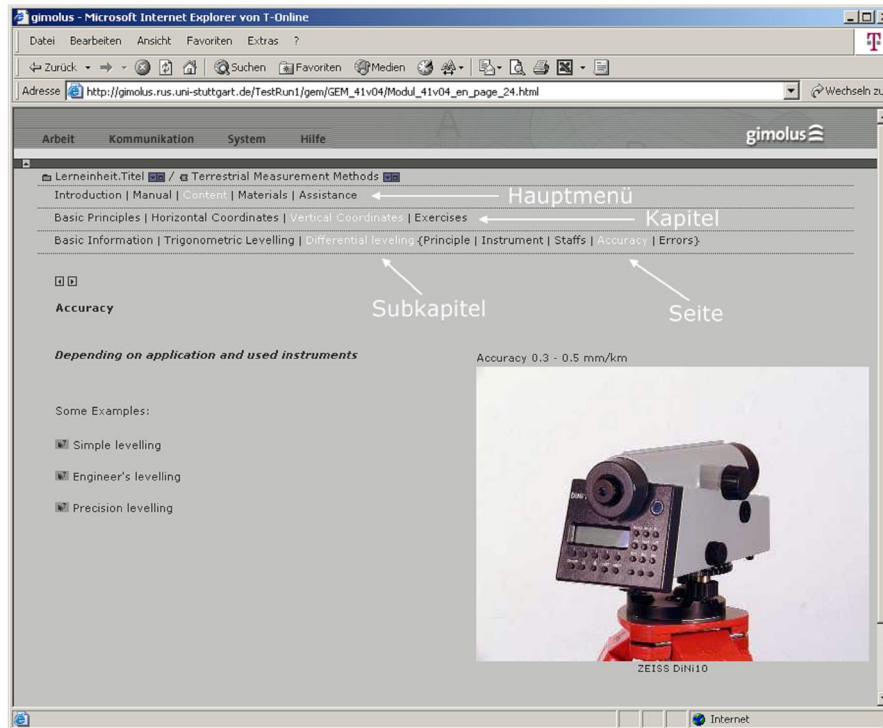 gimolus - Microsoft Internet Explorer von T-Online
Datei Bearbeiten Ansicht Favoriten Extras ?
Zurück Suchen Favoriten Medien
Adresse http://gimolus.rus.uni-stuttgart.de/TestRun1/gem/GEM_41v04/Modul_41v04_en_page_24.html Wechseln zu
Arbeit Kommunikation System Hilfe gimolus
Lerneinheit.Titel / Terrestrial Measurement Methods
Introduction | Manual | Content | Materials | Assistance Hauptmenü
Basic Principles | Horizontal Coordinates | Vertical Coordinates | Exercises Kapitel
Basic Information | Trigonometric Levelling | Differential leveling {Principle | Instrument | Staffs | Accuracy | Errors}
Subkapitel Seite
Accuracy
Depending on application and used instruments
Accuracy 0.3 - 0.5 mm/km
Some Examples:
Simple levelling
Engineer's levelling
Precision levelling
ZEISS DiNi10
Internet